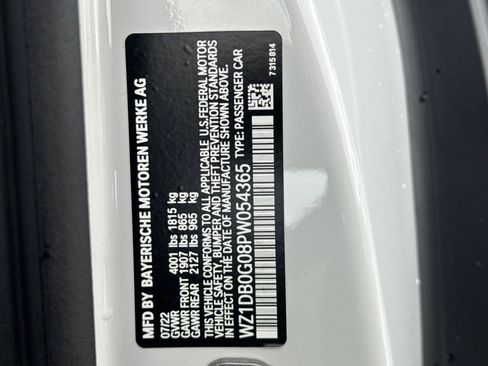 MFD BY BAYERISCHE MOTOREN WERKE AG
07/22
GVWR 4001 lbs 1815 kg
GAWR FRONT 1907 lbs 865 kg
GAWR REAR 2127 lbs 965 kg
THIS VEHICLE CONFORMS TO ALL APPLICABLE U.S.FEDERAL MOTOR
VEHICLE SAFETY, BUMPER AND THEFT PREVENTION STANDARDS
IN EFFECT ON THE DATE OF MANUFACTURE SHOWN ABOVE.
WZ1DB0G08PW054365 TYPE: PASSENGER CAR
7315814